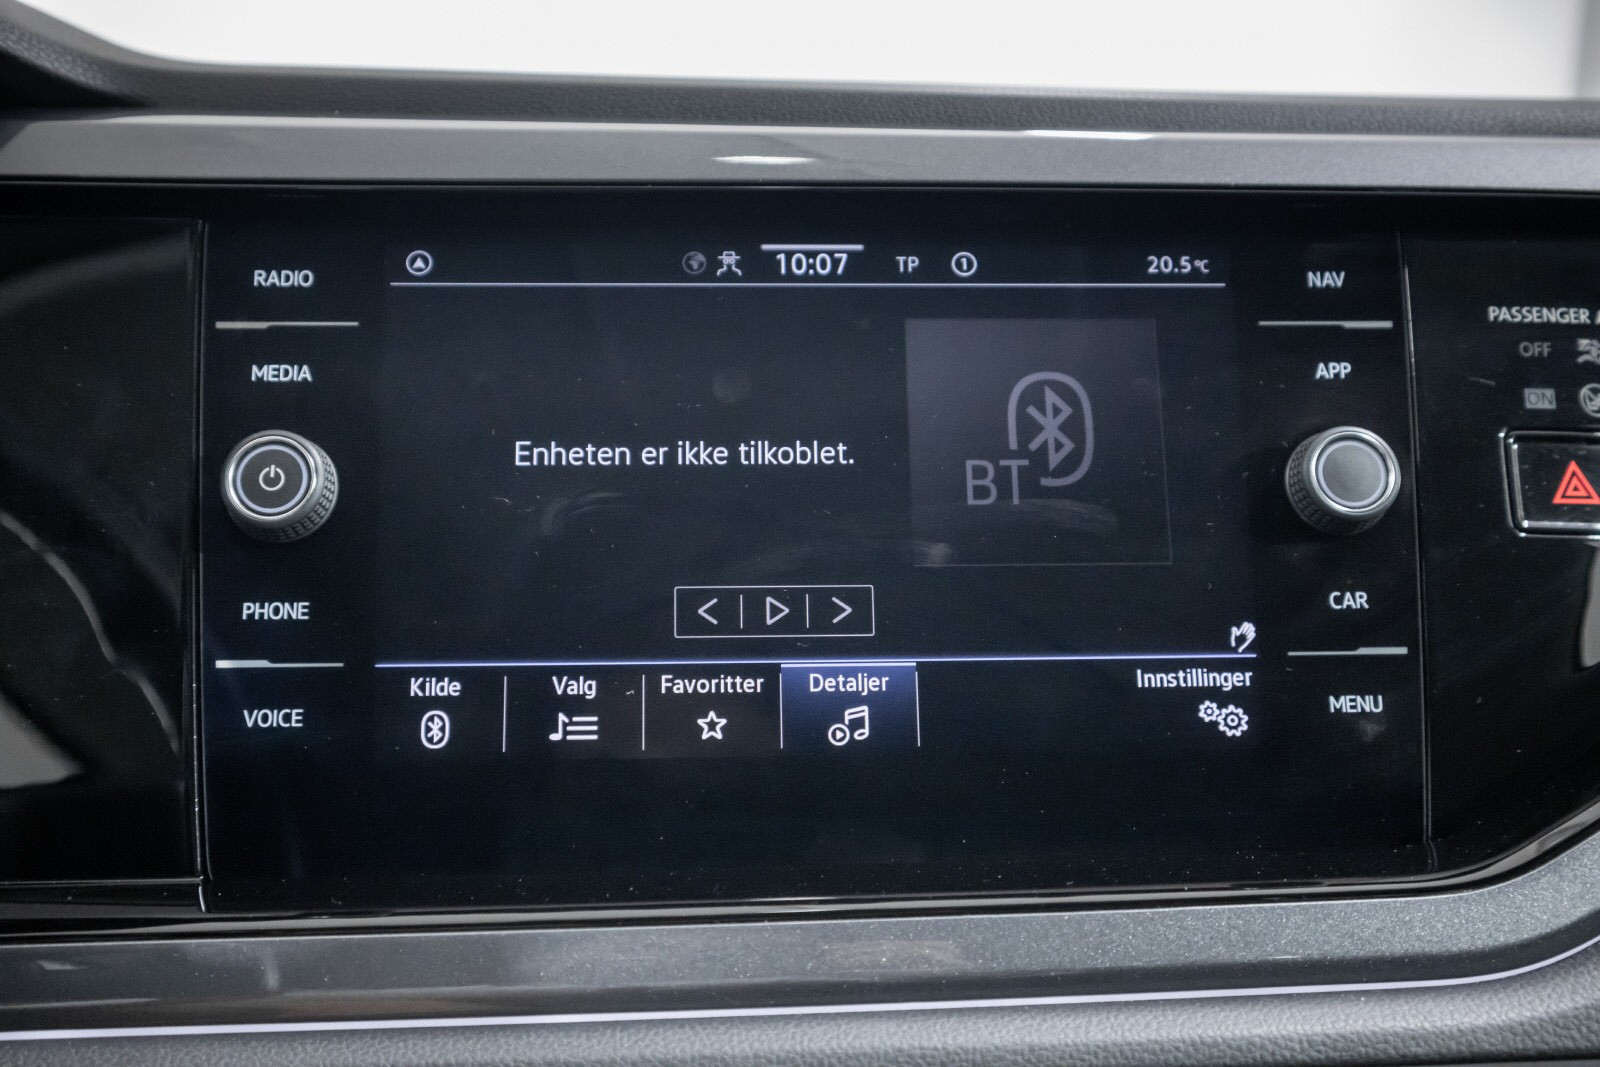 RADIO
MEDIA
PHONE
VOICE
10:07
TP
1
20.5°C
Enheten er ikke tilkoblet.
BT
Kilde
Valg
Favoritter
Detaljer
Innstillinger
NAV
APP
CAR
MENU
PASSENGER
OFF
ON